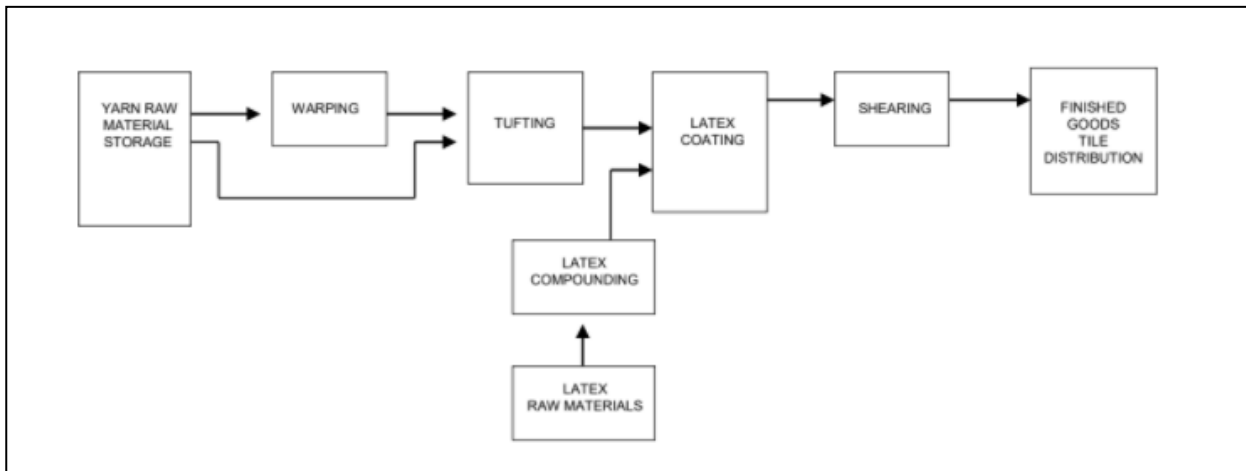 YARN RAW
MATERIAL
STORAGE
WARPING
TUFTING
LATEX
COATING
SHEARING
FINISHED
GOODS
TILE
DISTRIBUTION
LATEX
COMPOUNDING
LATEX
RAW MATERIALS